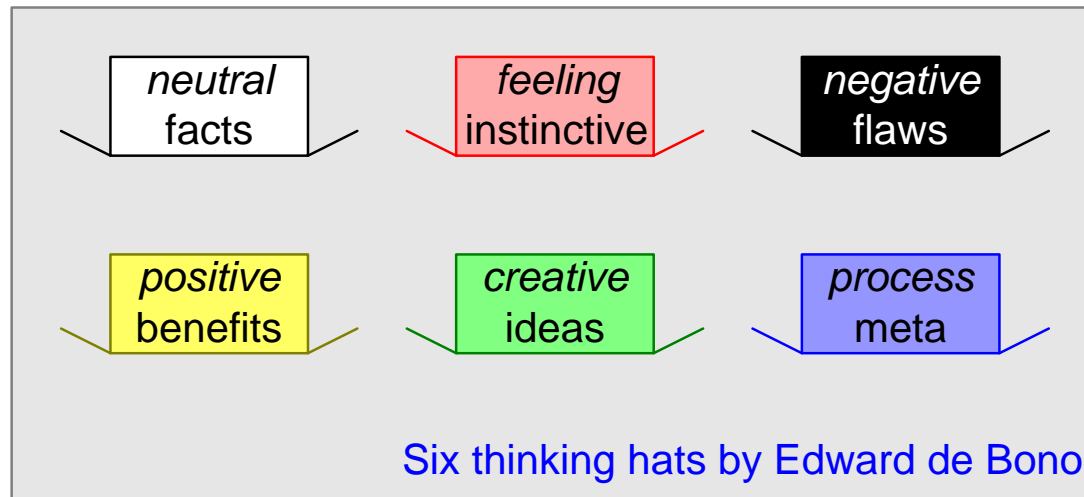 neutral
facts
feeling
instinctive
negative
flaws
positive
benefits
creative
ideas
process
meta
Six thinking hats by Edward de Bono